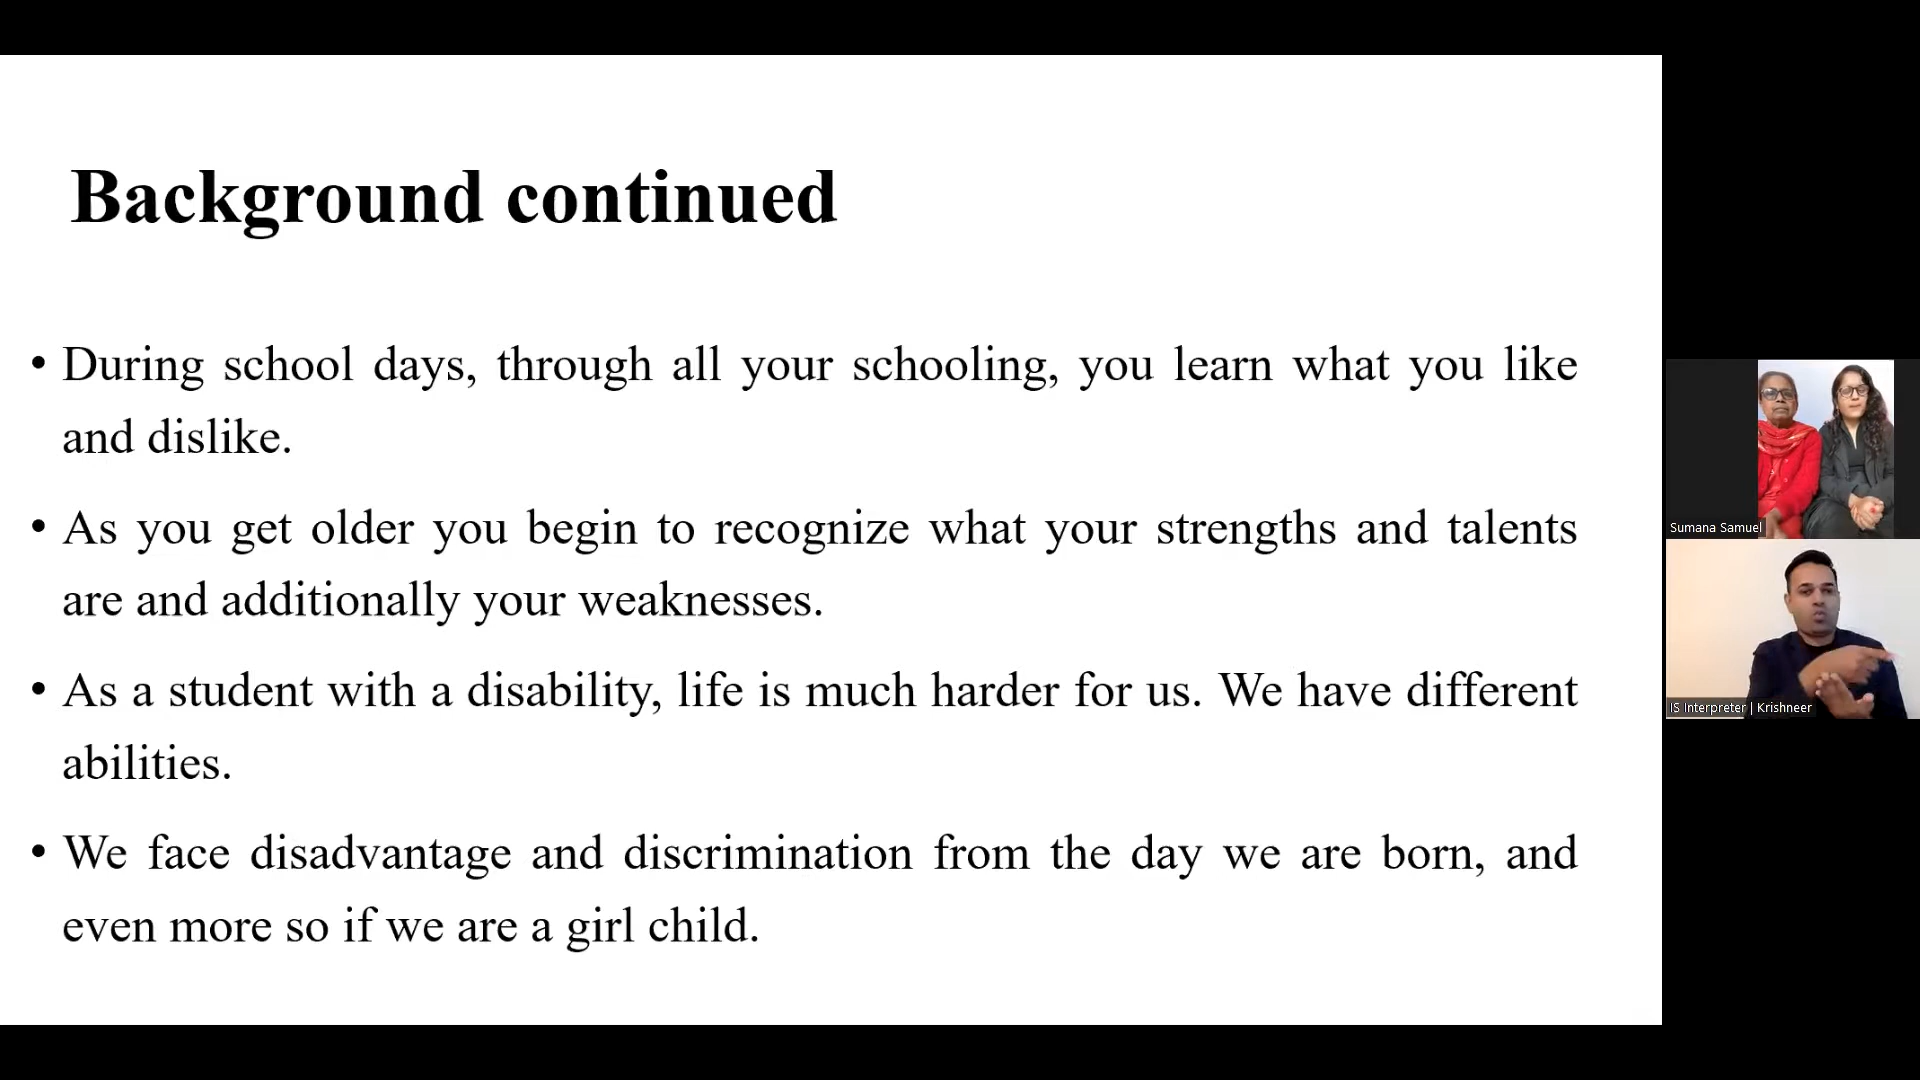 Background continued
• During school days, through all your schooling, you learn what you like
and dislike.
• As you get older you begin to recognize what your strengths and talents
are and additionally your weaknesses.
• As a student with a disability, life is much harder for us. We have different
abilities.
• We face disadvantage and discrimination from the day we are born, and
even more so if we are a girl child.
Sumana Samuel
IS Interpreter | Krishneer